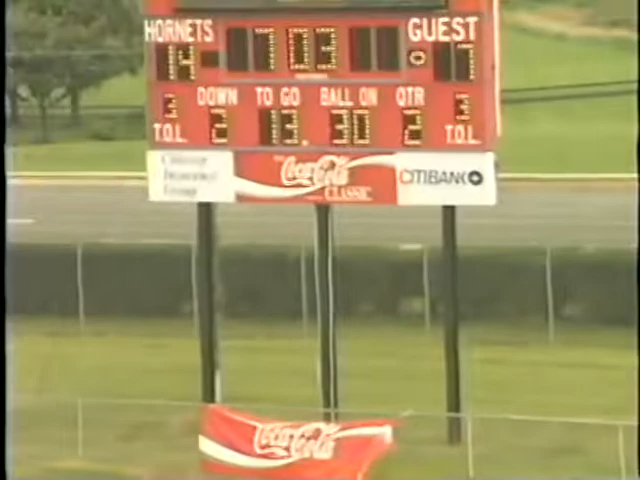 HORNETS 14 7:03 GUEST 7
3 DOWN TO GO BALL ON QTR 3
T.O.L. 2 13 30 2 T.O.L.
Coca-Cola CLASSIC CITIBANK
Coca-Cola